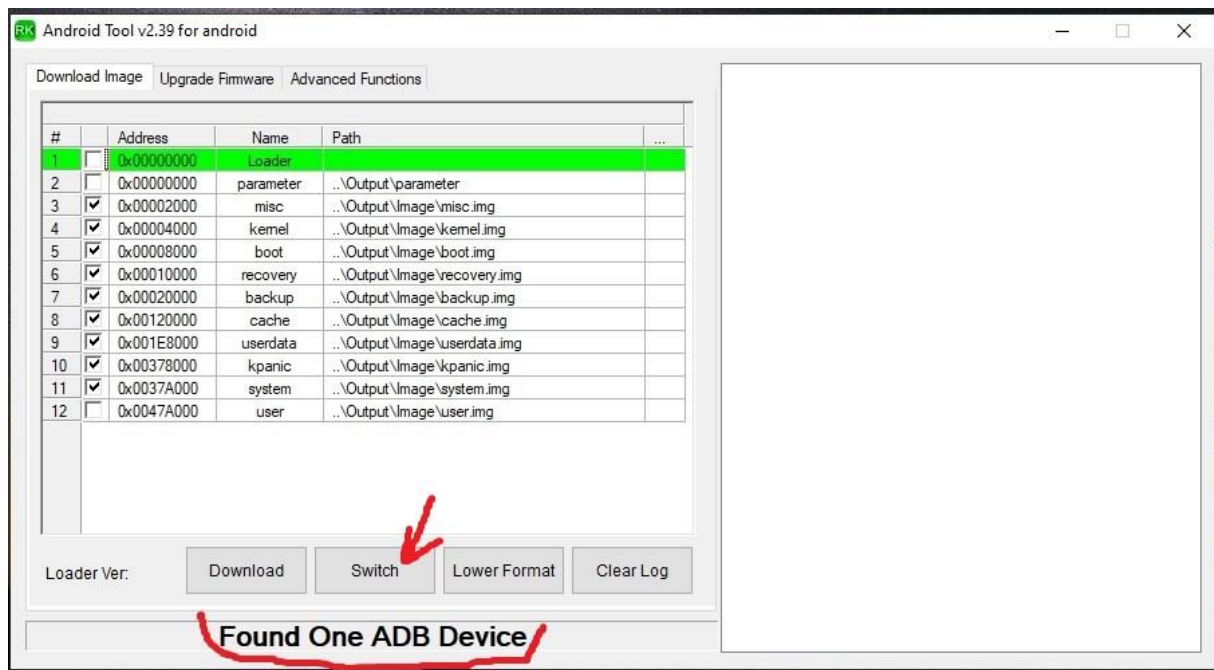 RK Android Tool v2.39 for android
Download Image Upgrade Firmware Advanced Functions
# Address Name Path ...
1 0x00000000 Loader
2 0x00000000 parameter ..\Output\parameter
3 0x00002000 misc ..\Output\Image\misc.img
4 0x00004000 kernel ..\Output\Image\kernel.img
5 0x00008000 boot ..\Output\Image\boot.img
6 0x00010000 recovery ..\Output\Image\recovery.img
7 0x00020000 backup ..\Output\Image\backup.img
8 0x00120000 cache ..\Output\Image\cache.img
9 0x001E8000 userdata ..\Output\Image\userdata.img
10 0x00378000 kpanic ..\Output\Image\kpanic.img
11 0x0037A000 system ..\Output\Image\system.img
12 0x0047A000 user ..\Output\Image\user.img
Loader Ver: Download Switch Lower Format Clear Log
Found One ADB Device